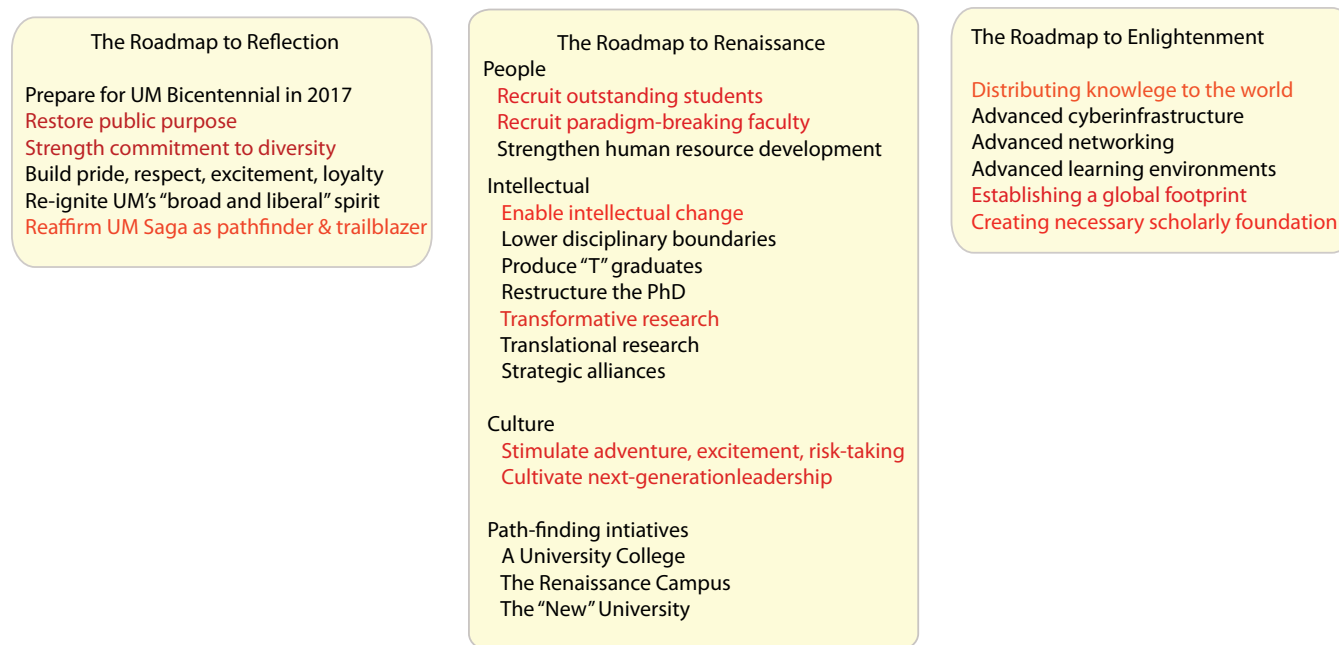 The Roadmap to Reflection
Prepare for UM Bicentennial in 2017
Restore public purpose
Strength commitment to diversity
Build pride, respect, excitement, loyalty
Re-ignite UM’s “broad and liberal” spirit
Reaffirm UM Saga as pathfinder & trailblazer
The Roadmap to Renaissance
People
Recruit outstanding students
Recruit paradigm-breaking faculty
Strengthen human resource development
Intellectual
Enable intellectual change
Lower disciplinary boundaries
Produce “T” graduates
Restructure the PhD
Transformative research
Translational research
Strategic alliances
Culture
Stimulate adventure, excitement, risk-taking
Cultivate next-generationleadership
Path-finding intiatives
A University College
The Renaissance Campus
The “New” University
The Roadmap to Enlightenment
Distributing knowlege to the world
Advanced cyberinfrastructure
Advanced networking
Advanced learning environments
Establishing a global footprint
Creating necessary scholarly foundation